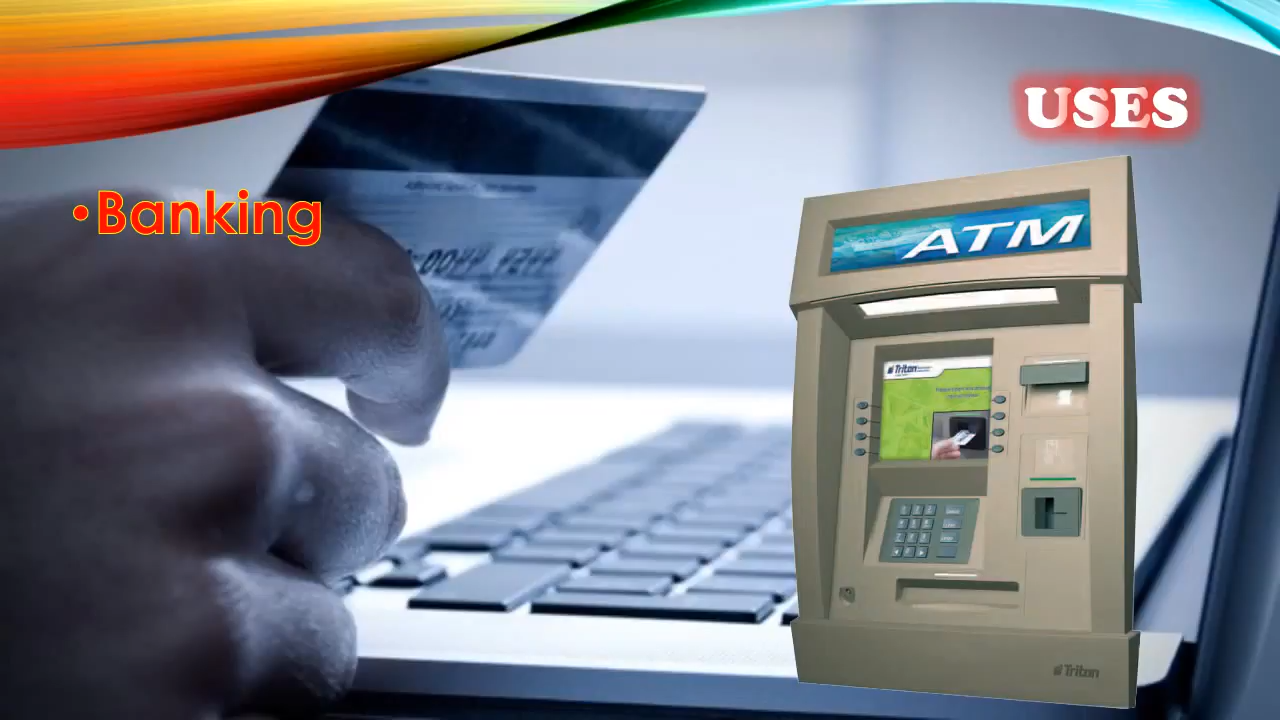 USES
•Banking
ATM
Triton
Triton